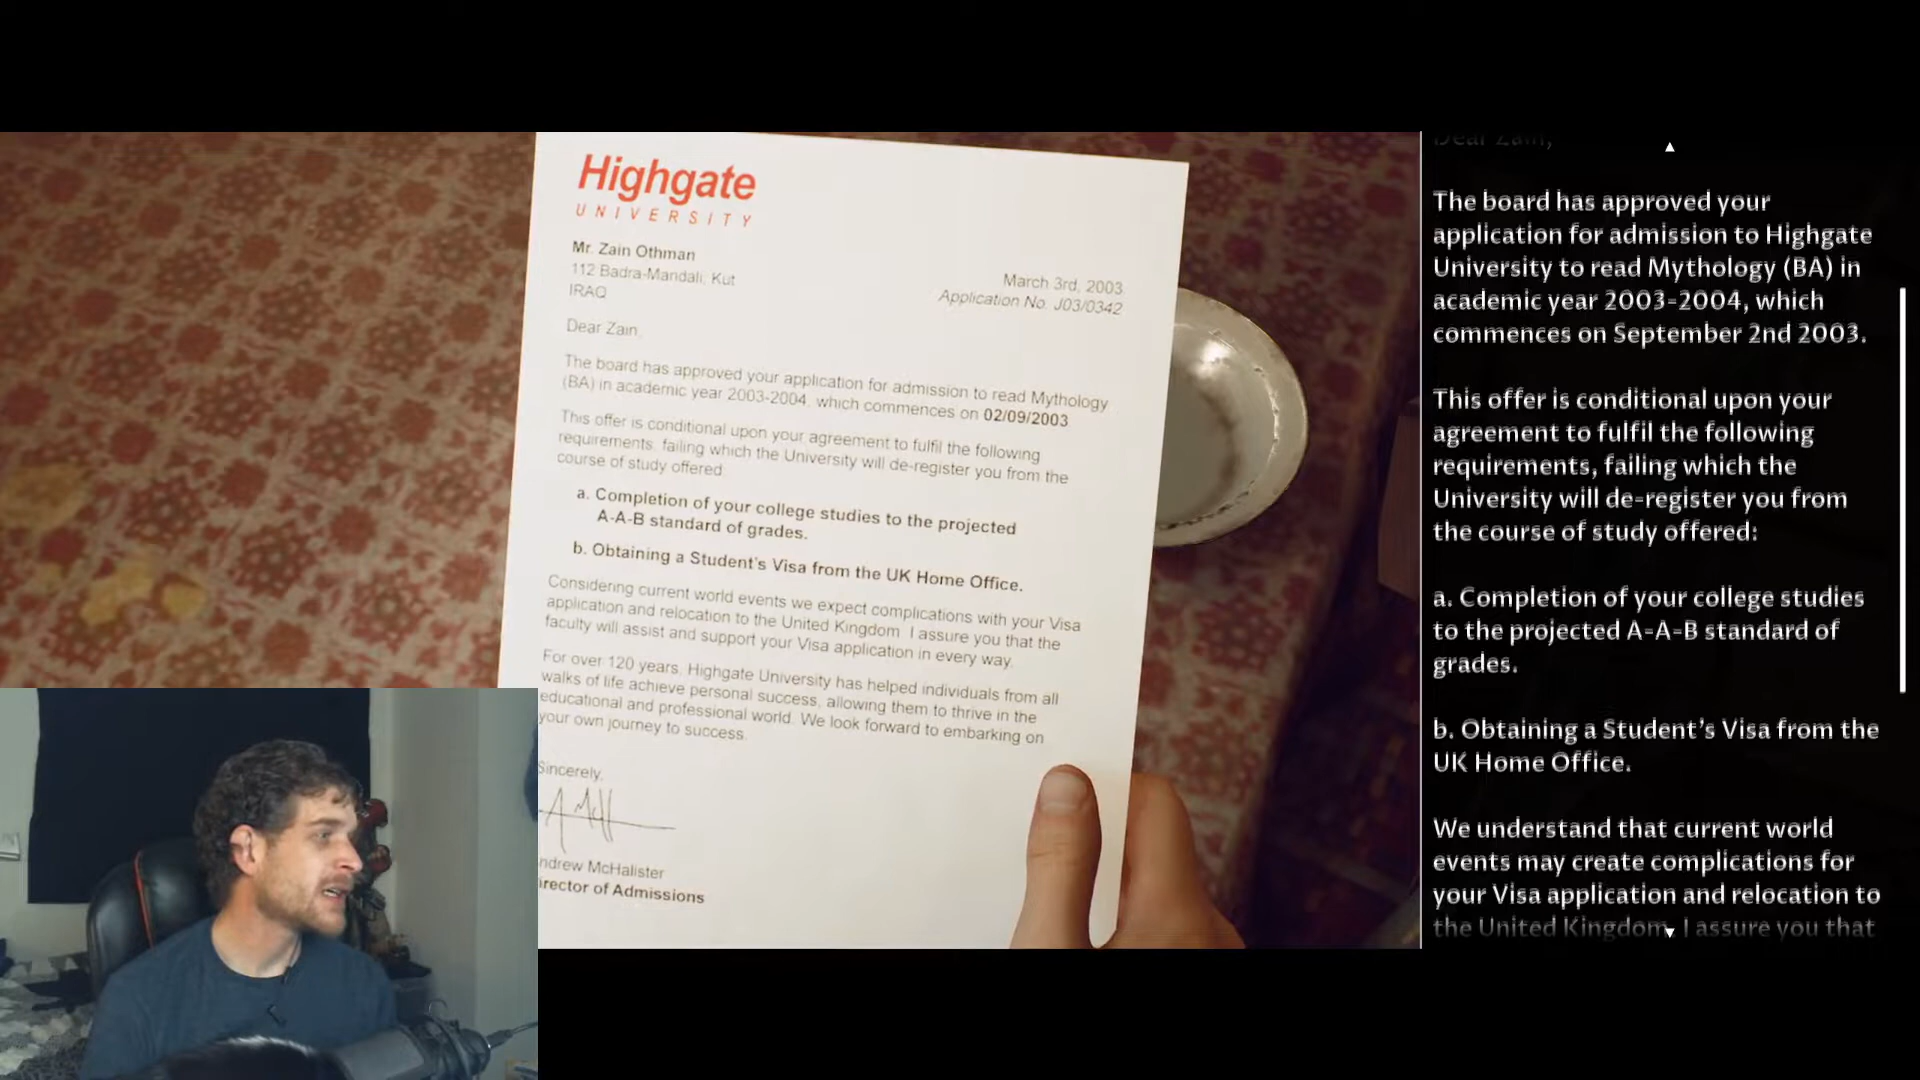 Highgate
UNIVERSITY
Mr. Zain Othman
112 Badra-Mandali, Kut
IRAQ
March 3rd, 2003
Application No. J03/0342
Dear Zain,
The board has approved your application for admission to read Mythology
(BA) in academic year 2003-2004, which commences on 02/09/2003
This offer is conditional upon your agreement to fulfil the following
requirements, failing which the University will de-register you from the
course of study offered:
a. Completion of your college studies to the projected
A-A-B standard of grades.
b. Obtaining a Student's Visa from the UK Home Office.
Considering current world events we expect complications with your Visa
application and relocation to the United Kingdom. I assure you that the
faculty will assist and support your Visa application in every way.
For over 120 years, Highgate University has helped individuals from all
walks of life achieve personal success, allowing them to thrive in the
educational and professional world. We look forward to embarking on
your own journey to success.
Sincerely,
ndrew McHalister
irector of Admissions
Dear Zain,
The board has approved your
application for admission to Highgate
University to read Mythology (BA) in
academic year 2003-2004, which
commences on September 2nd 2003.
This offer is conditional upon your
agreement to fulfil the following
requirements, failing which the
University will de-register you from
the course of study offered:
a. Completion of your college studies
to the projected A-A-B standard of
grades.
b. Obtaining a Student's Visa from the
UK Home Office.
We understand that current world
events may create complications for
your Visa application and relocation to
the United Kingdom. I assure you that